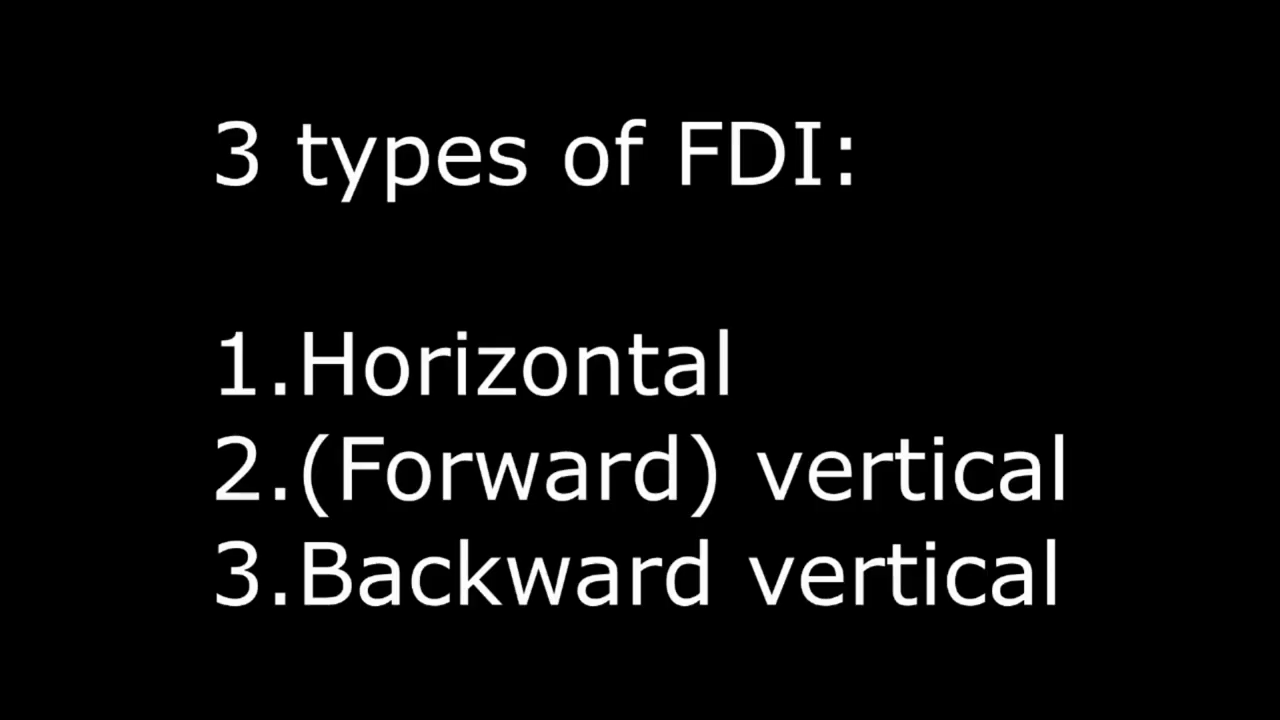 3 types of FDI:
1.Horizontal
2.(Forward) vertical
3.Backward vertical